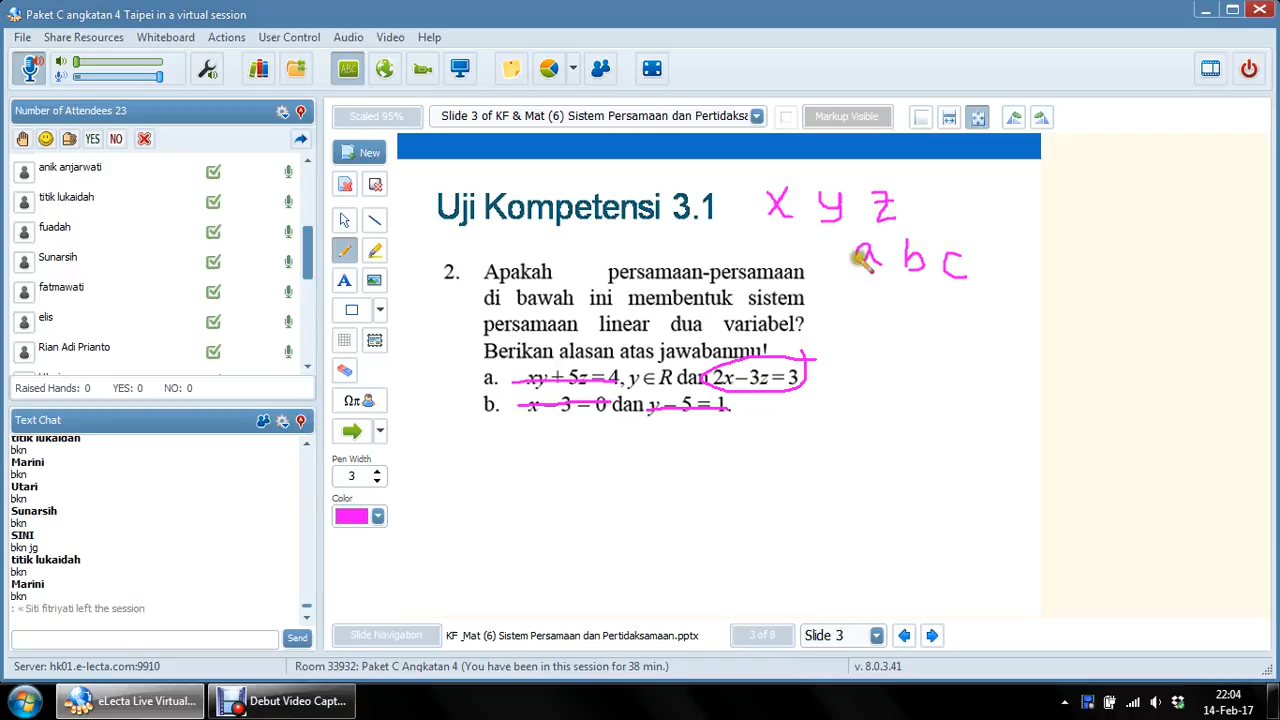 Paket C angkatan 4 Taipei in a virtual session
File Share Resources Whiteboard Actions User Control Audio Video Help
ABC
Number of Attendees 23
YES NO
anik anjarwati
titik lukaidah
fuadah
Sunarsih
fatmawati
elis
Rian Adi Prianto
Raised Hands: 0 YES: 0 NO: 0
Text Chat
titik lukaidah
bkn
Marini
bkn
Utari
bkn
Sunarsih
bkn
SINI
bkn jg
titik lukaidah
bkn
Marini
bkn
: « Siti fitriyati left the session
Send
Scaled 95%
Slide 3 of KF & Mat (6) Sistem Persamaan dan Pertidaksa
Markup Visible
New
A
Ωπ
Pen Width
3
Color
Uji Kompetensi 3.1
x y z
a b c
2. Apakah persamaan-persamaan
di bawah ini membentuk sistem
persamaan linear dua variabel?
Berikan alasan atas jawabanmu!
a. xy + 5z = 4, y ∈ R dan 2x – 3z = 3
b. x – 3 = 0 dan y – 5 = 1.
Slide Navigation
KF _Mat (6) Sistem Persamaan dan Pertidaksamaan.pptx
3 of 8
Slide 3
Server: hk01.e-lecta.com:9910
Room 33932: Paket C Angkatan 4 (You have been in this session for 38 min.)
v. 8.0.3.41
eLecta Live Virtual...
Debut Video Capt...
22:04
14-Feb-17